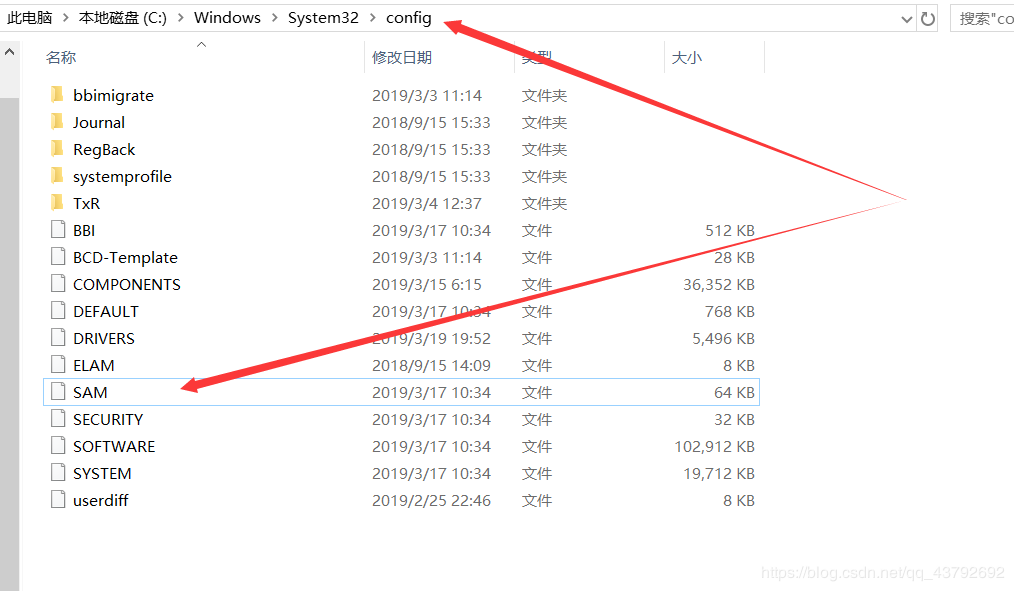 此电脑 > 本地磁盘 (C:) > Windows > System32 > config 搜索"co
名称 修改日期 类型 大小
bbimigrate 2019/3/3 11:14 文件夹
Journal 2018/9/15 15:33 文件夹
RegBack 2018/9/15 15:33 文件夹
systemprofile 2018/9/15 15:33 文件夹
TxR 2019/3/4 12:37 文件夹
BBI 2019/3/17 10:34 文件 512 KB
BCD-Template 2019/3/3 11:14 文件 28 KB
COMPONENTS 2019/3/15 6:15 文件 36,352 KB
DEFAULT 2019/3/17 10:34 文件 768 KB
DRIVERS 2019/3/19 19:52 文件 5,496 KB
ELAM 2018/9/15 14:09 文件 8 KB
SAM 2019/3/17 10:34 文件 64 KB
SECURITY 2019/3/17 10:34 文件 32 KB
SOFTWARE 2019/3/17 10:34 文件 102,912 KB
SYSTEM 2019/3/17 10:34 文件 19,712 KB
userdiff 2019/2/25 22:46 文件 8 KB
https://blog.csdn.net/qq_43792692